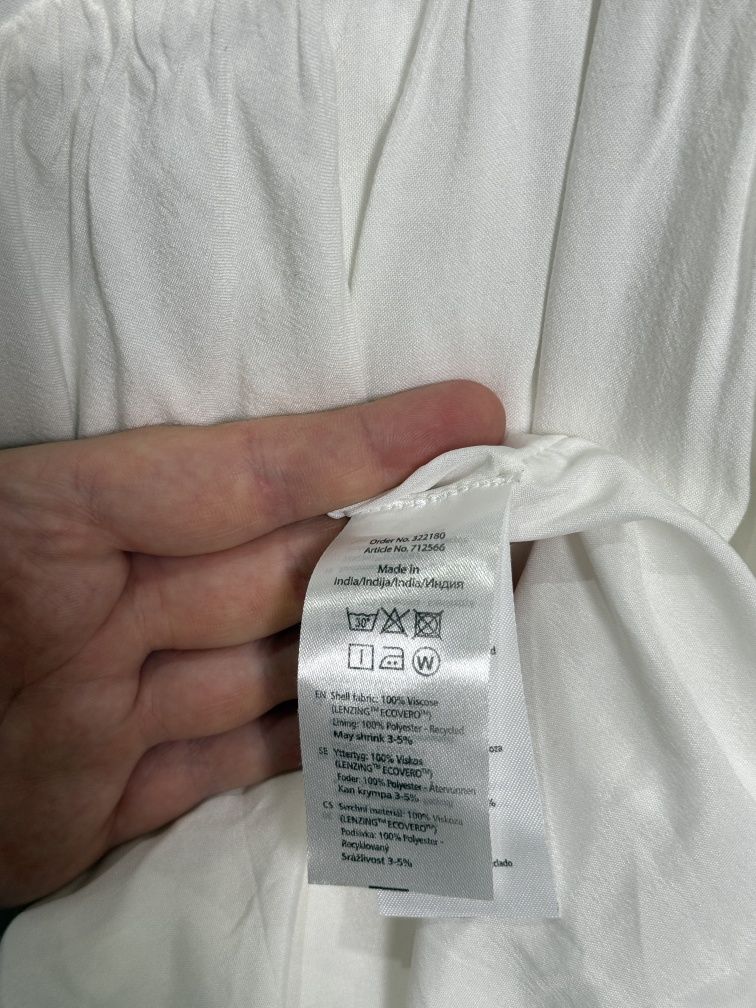 Order No. 322180
Article No. 712566
Made in
India/Indija/India/Индия
30°
W
EN Shell fabric: 100% Viscose
(LENZING™ ECOVERO™)
Lining: 100% Polyester - Recycled
May shrink 3-5%
SE Yttertyg: 100% Viskos
(LENZING™ ECOVERO™)
Foder: 100% Polyester - Återvunnen
Kan krympa 3-5%
CS Svrchní materiál: 100% Viskóza
(LENZING™ ECOVERO™)
Podšívka: 100% Polyester -
Recyklovaný
Srážlivost 3-5%